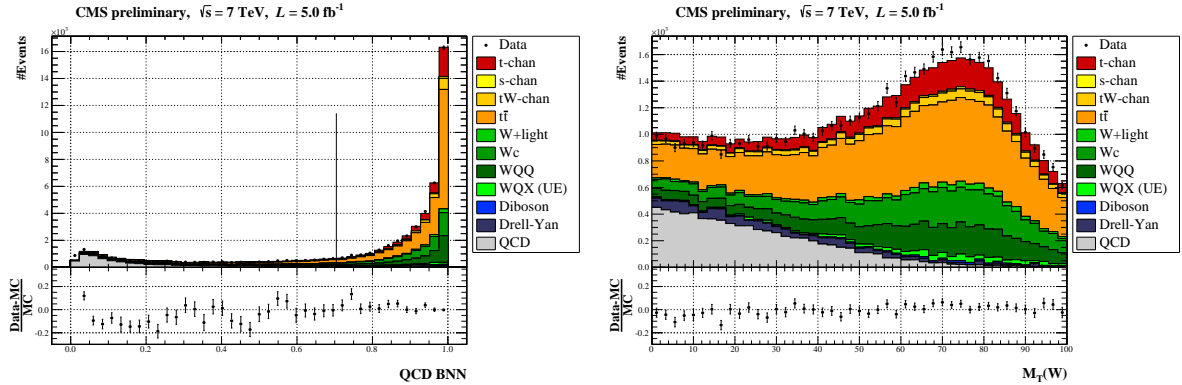 CMS preliminary, √s = 7 TeV, L = 5.0 fb⁻¹
×10³
#Events
16
14
12
10
8
6
4
2
0
Data
t-chan
s-chan
tW-chan
tt̄
W+light
Wc
WQQ
WQX (UE)
Diboson
Drell-Yan
QCD
Data-MC
MC
0.2
0.0
-0.2
0.0 0.2 0.4 0.6 0.8 1.0
QCD BNN
CMS preliminary, √s = 7 TeV, L = 5.0 fb⁻¹
×10³
#Events
1.6
1.4
1.2
1.0
0.8
0.6
0.4
0.2
0.0
Data
t-chan
s-chan
tW-chan
tt̄
W+light
Wc
WQQ
WQX (UE)
Diboson
Drell-Yan
QCD
Data-MC
MC
0.2
0.0
-0.2
0 10 20 30 40 50 60 70 80 90 100
M_T(W)